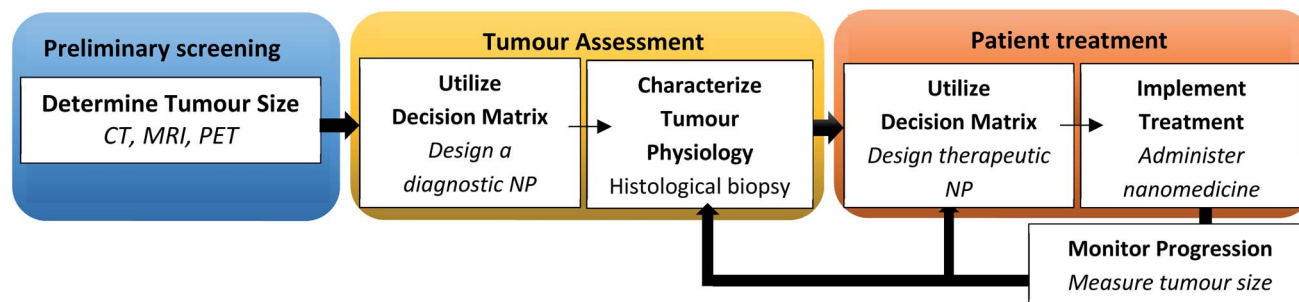 Preliminary screening
Determine Tumour Size
CT, MRI, PET
Tumour Assessment
Utilize
Decision Matrix
Design a
diagnostic NP
Characterize
Tumour
Physiology
Histological biopsy
Patient treatment
Utilize
Decision Matrix
Design therapeutic
NP
Implement
Treatment
Administer
nanomedicine
Monitor Progression
Measure tumour size